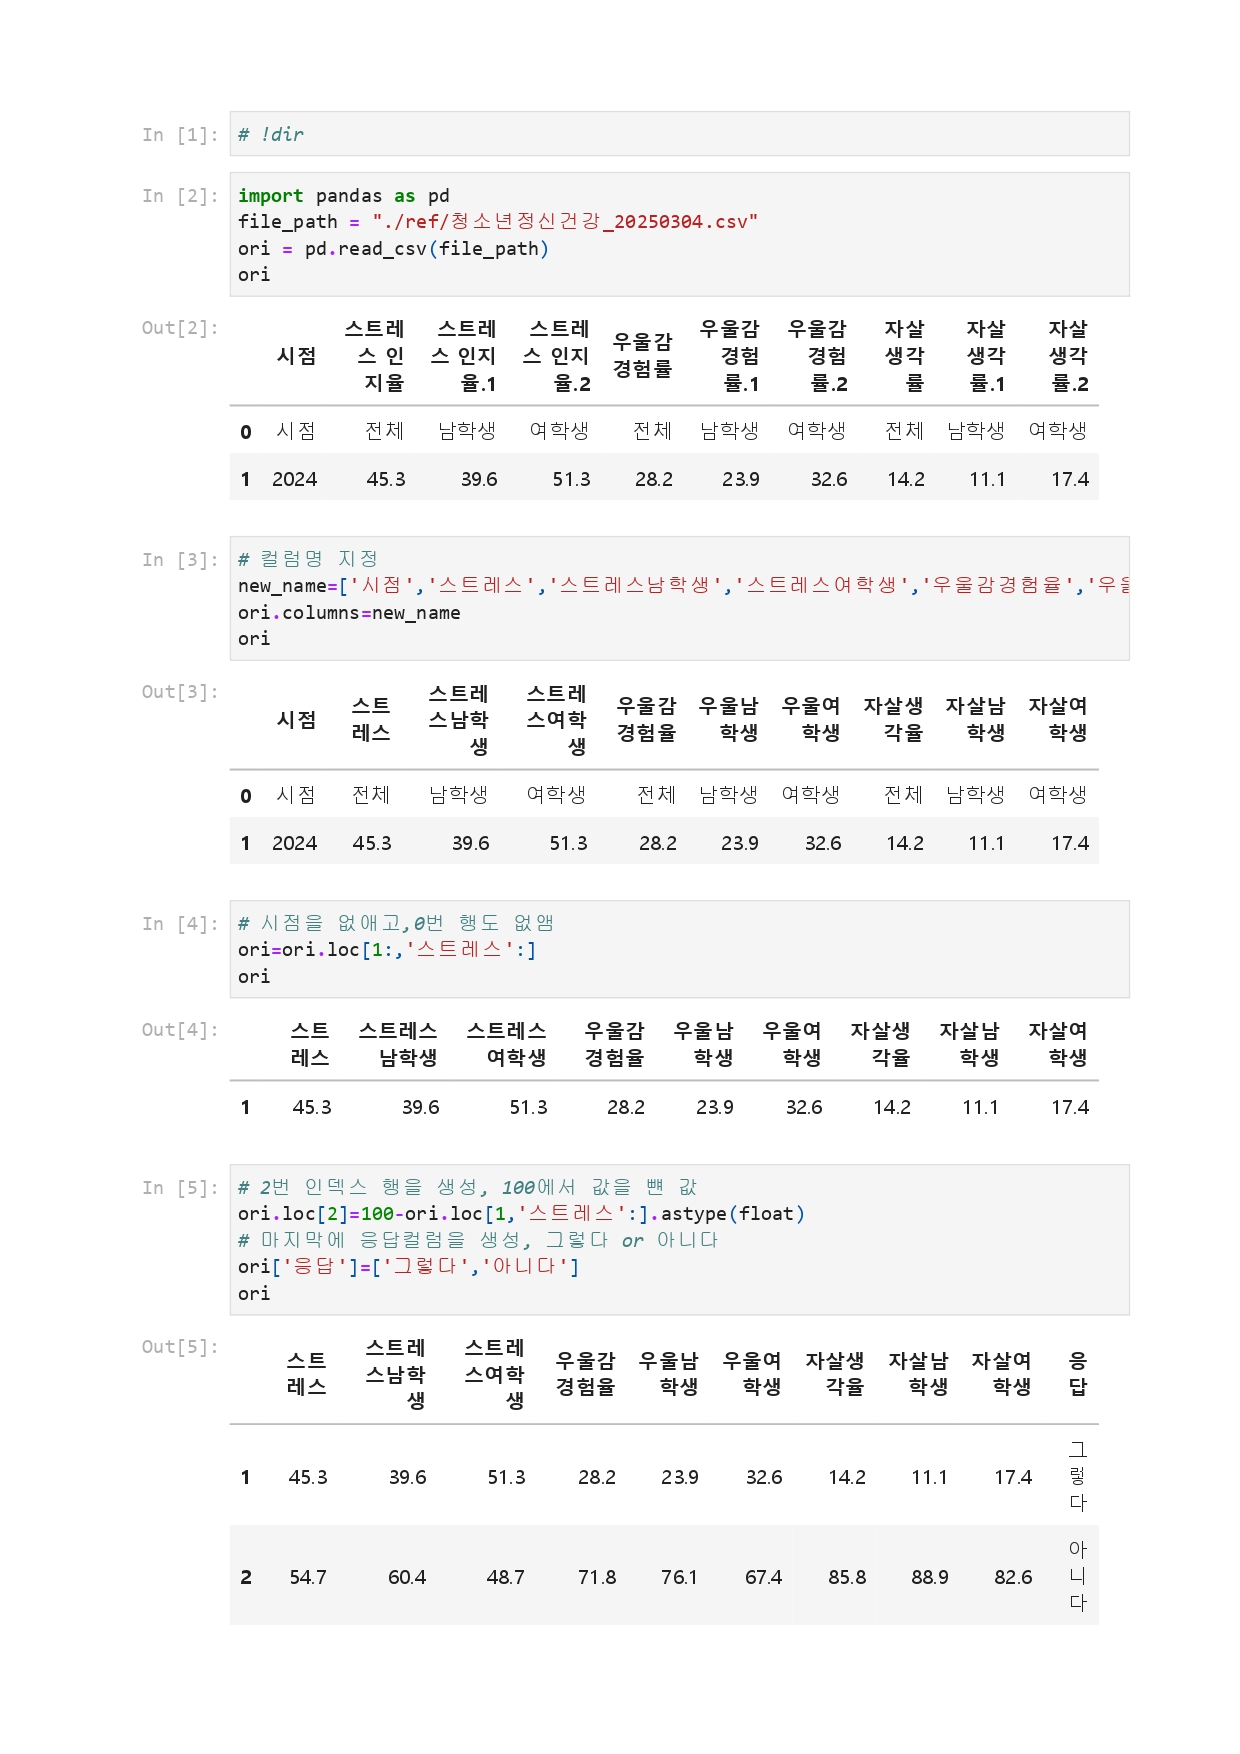 In [1]: # !dir
In [2]: import pandas as pd
file_path = "./ref/청소년정신건강_20250304.csv"
ori = pd.read_csv(file_path)
ori
Out[2]:
시점 스트레스 인지율 스트레스 인지율.1 스트레스 인지율.2 우울감 경험률 우울감 경험률.1 우울감 경험률.2 자살 생각률 자살 생각률.1 자살 생각률.2
0 시점 전체 남학생 여학생 전체 남학생 여학생 전체 남학생 여학생
1 2024 45.3 39.6 51.3 28.2 23.9 32.6 14.2 11.1 17.4
In [3]: # 컬럼명 지정
new_name=['시점','스트레스','스트레스남학생','스트레스여학생','우울감경험율','우울
ori.columns=new_name
ori
Out[3]:
시점 스트레스 스트레스남학생 스트레스여학생 우울감경험율 우울남학생 우울여학생 자살생각율 자살남학생 자살여학생
0 시점 전체 남학생 여학생 전체 남학생 여학생 전체 남학생 여학생
1 2024 45.3 39.6 51.3 28.2 23.9 32.6 14.2 11.1 17.4
In [4]: # 시점을 없애고,0번 행도 없앰
ori=ori.loc[1:,'스트레스':]
ori
Out[4]:
스트레스 스트레스남학생 스트레스여학생 우울감경험율 우울남학생 우울여학생 자살생각율 자살남학생 자살여학생
1 45.3 39.6 51.3 28.2 23.9 32.6 14.2 11.1 17.4
In [5]: # 2번 인덱스 행을 생성, 100에서 값을 뺀 값
ori.loc[2]=100-ori.loc[1,'스트레스':].astype(float)
# 마지막에 응답컬럼을 생성, 그렇다 or 아니다
ori['응답']=['그렇다','아니다']
ori
Out[5]:
스트레스 스트레스남학생 스트레스여학생 우울감경험율 우울남학생 우울여학생 자살생각율 자살남학생 자살여학생 응답
1 45.3 39.6 51.3 28.2 23.9 32.6 14.2 11.1 17.4 그렇다
2 54.7 60.4 48.7 71.8 76.1 67.4 85.8 88.9 82.6 아니다